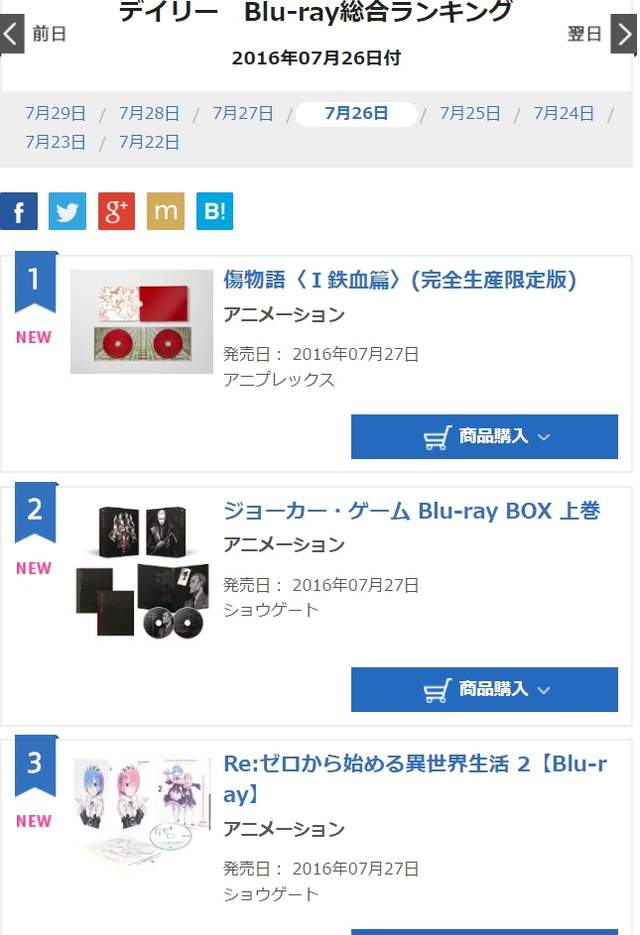 デイリー　Blu-ray総合ランキング
前日
翌日
2016年07月26日付
7月29日 / 7月28日 / 7月27日 / 7月26日 / 7月25日 / 7月24日 /
7月23日 / 7月22日
f g+ m B!
1
NEW
傷物語〈Ⅰ鉄血篇〉(完全生産限定版)
アニメーション
発売日： 2016年07月27日
アニプレックス
商品購入
2
NEW
ジョーカー・ゲーム Blu-ray BOX 上巻
アニメーション
発売日： 2016年07月27日
ショウゲート
商品購入
3
NEW
2
Re:ゼロから始める異世界生活 2【Blu-r
ay】
アニメーション
発売日： 2016年07月27日
ショウゲート